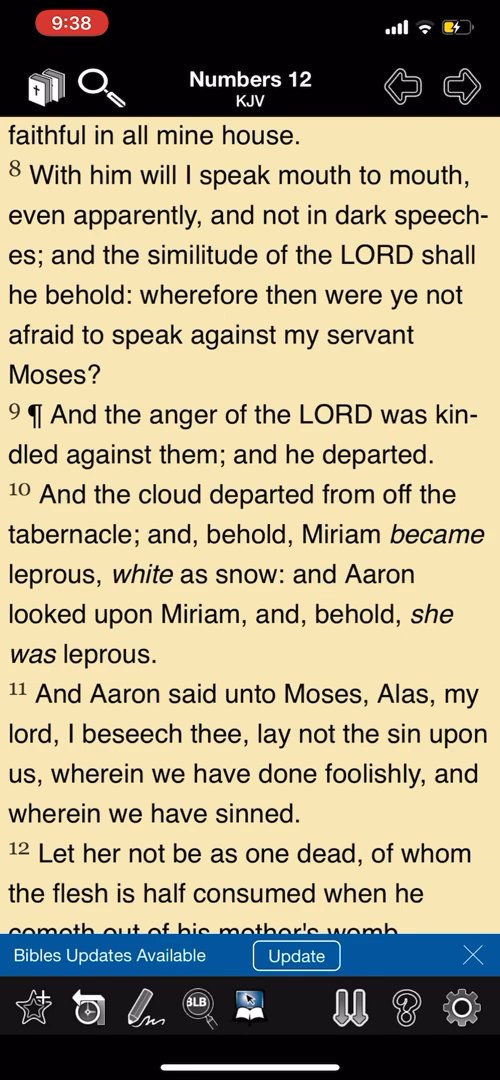 9:38
Numbers 12
KJV
faithful in all mine house.
8 With him will I speak mouth to mouth,
even apparently, and not in dark speech-
es; and the similitude of the LORD shall
he behold: wherefore then were ye not
afraid to speak against my servant
Moses?
9 ¶ And the anger of the LORD was kin-
dled against them; and he departed.
10 And the cloud departed from off the
tabernacle; and, behold, Miriam became
leprous, white as snow: and Aaron
looked upon Miriam, and, behold, she
was leprous.
11 And Aaron said unto Moses, Alas, my
lord, I beseech thee, lay not the sin upon
us, wherein we have done foolishly, and
wherein we have sinned.
12 Let her not be as one dead, of whom
the flesh is half consumed when he
cometh out of his mother's womb
Bibles Updates Available Update
BLB